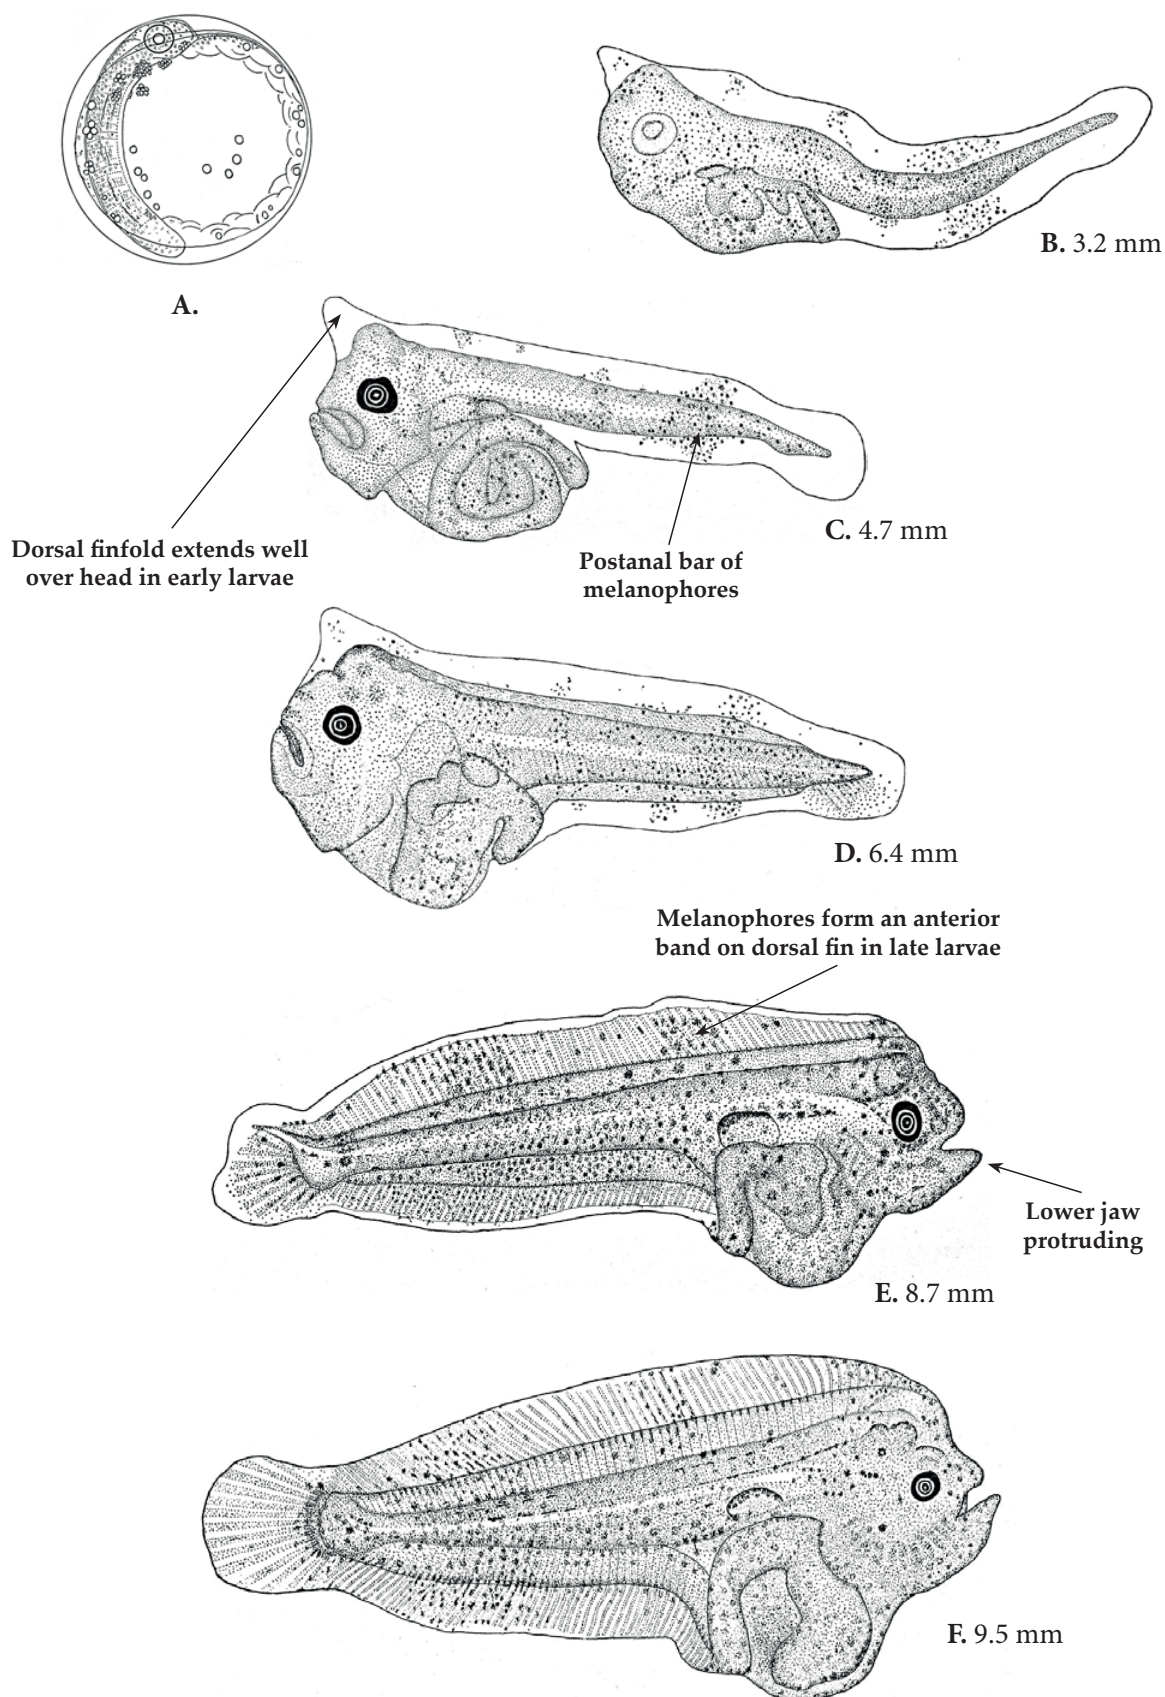 A.
B. 3.2 mm
C. 4.7 mm
Dorsal finfold extends well
over head in early larvae
Postanal bar of
melanophores
D. 6.4 mm
Melanophores form an anterior
band on dorsal fin in late larvae
Lower jaw
protruding
E. 8.7 mm
F. 9.5 mm